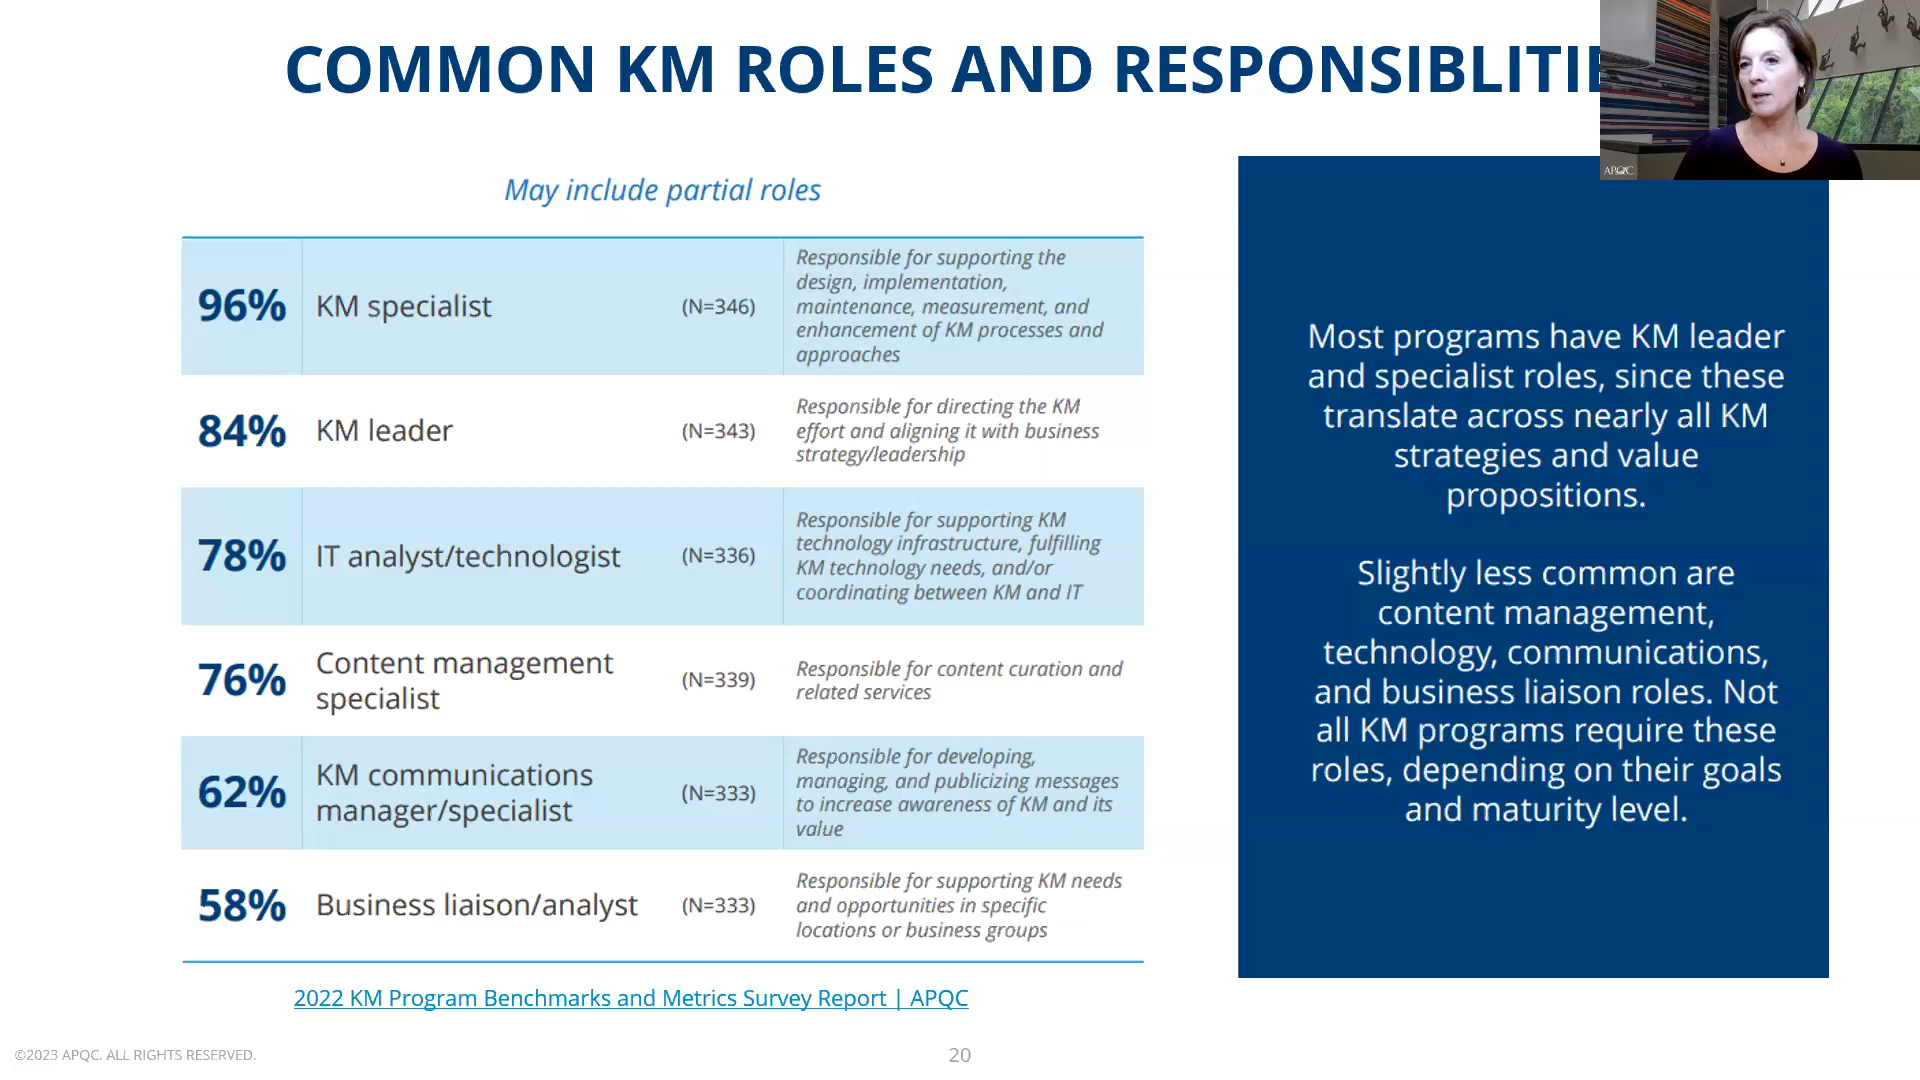 COMMON KM ROLES AND RESPONSIBLITIE
May include partial roles
96%
KM specialist
(N=346)
Responsible for supporting the
design, implementation,
maintenance, measurement, and
enhancement of KM processes and
approaches
84%
KM leader
(N=343)
Responsible for directing the KM
effort and aligning it with business
strategy/leadership
78%
IT analyst/technologist
(N=336)
Responsible for supporting KM
technology infrastructure, fulfilling
KM technology needs, and/or
coordinating between KM and IT
76%
Content management
specialist
(N=339)
Responsible for content curation and
related services
62%
KM communications
manager/specialist
(N=333)
Responsible for developing,
managing, and publicizing messages
to increase awareness of KM and its
value
58%
Business liaison/analyst
(N=333)
Responsible for supporting KM needs
and opportunities in specific
locations or business groups
2022 KM Program Benchmarks and Metrics Survey Report | APQC
Most programs have KM leader
and specialist roles, since these
translate across nearly all KM
strategies and value
propositions.
Slightly less common are
content management,
technology, communications,
and business liaison roles. Not
all KM programs require these
roles, depending on their goals
and maturity level.
APQC
©2023 APQC. ALL RIGHTS RESERVED.
20